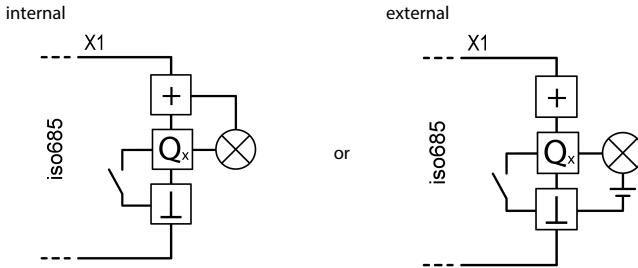 internal
external
X1
X1
+
+
iso685
Qx
or
iso685
Qx